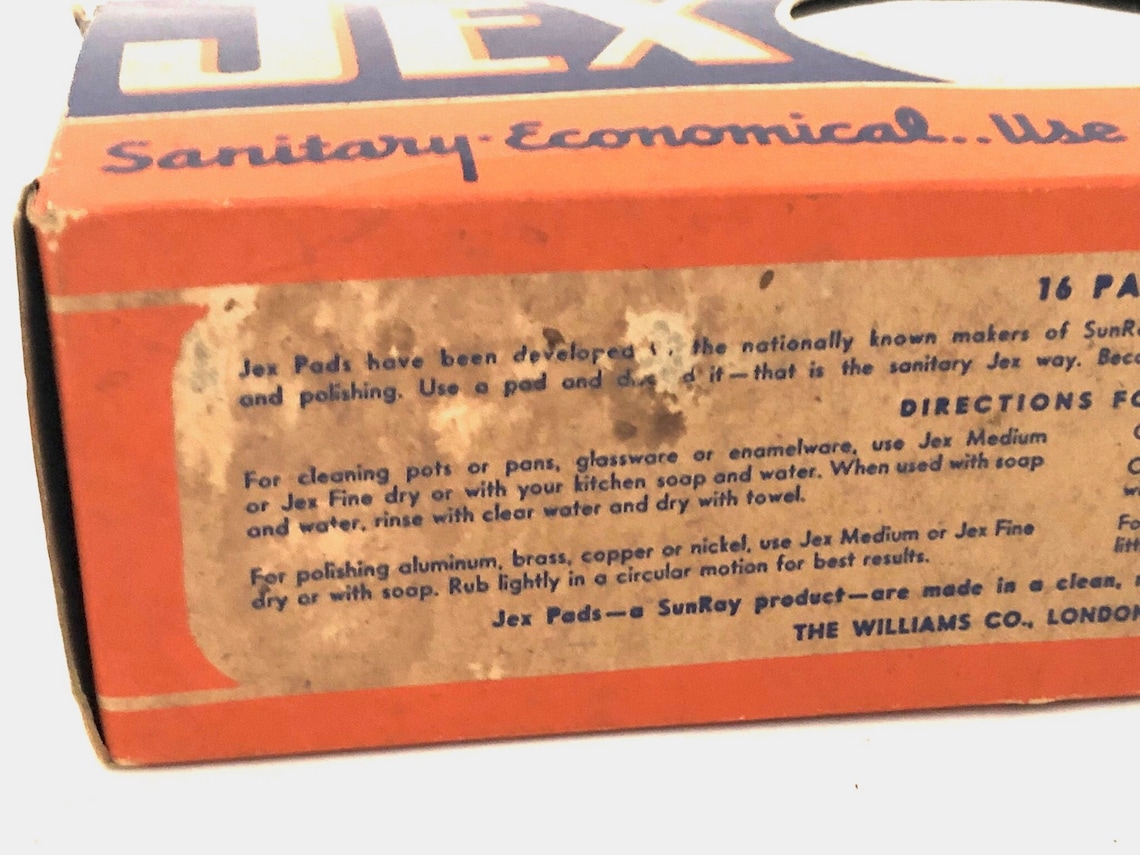 JEX
Sanitary-Economical..Use
16 PA
Jex Pads have been developed the nationally known makers of SunR
and polishing. Use a pad and it—that is the sanitary Jex way. Beca
DIRECTIONS FO
For cleaning pots or pans, glassware or enamelware, use Jex Medium
or Jex Fine dry or with your kitchen soap and water. When used with soap
and water, rinse with clear water and dry with towel.
For polishing aluminum, brass, copper or nickel, use Jex Medium or Jex Fine
dry or with soap. Rub lightly in a circular motion for best results.
Fo
litt
Jex Pads—a SunRay product—are made in a clean,
THE WILLIAMS CO., LONDON